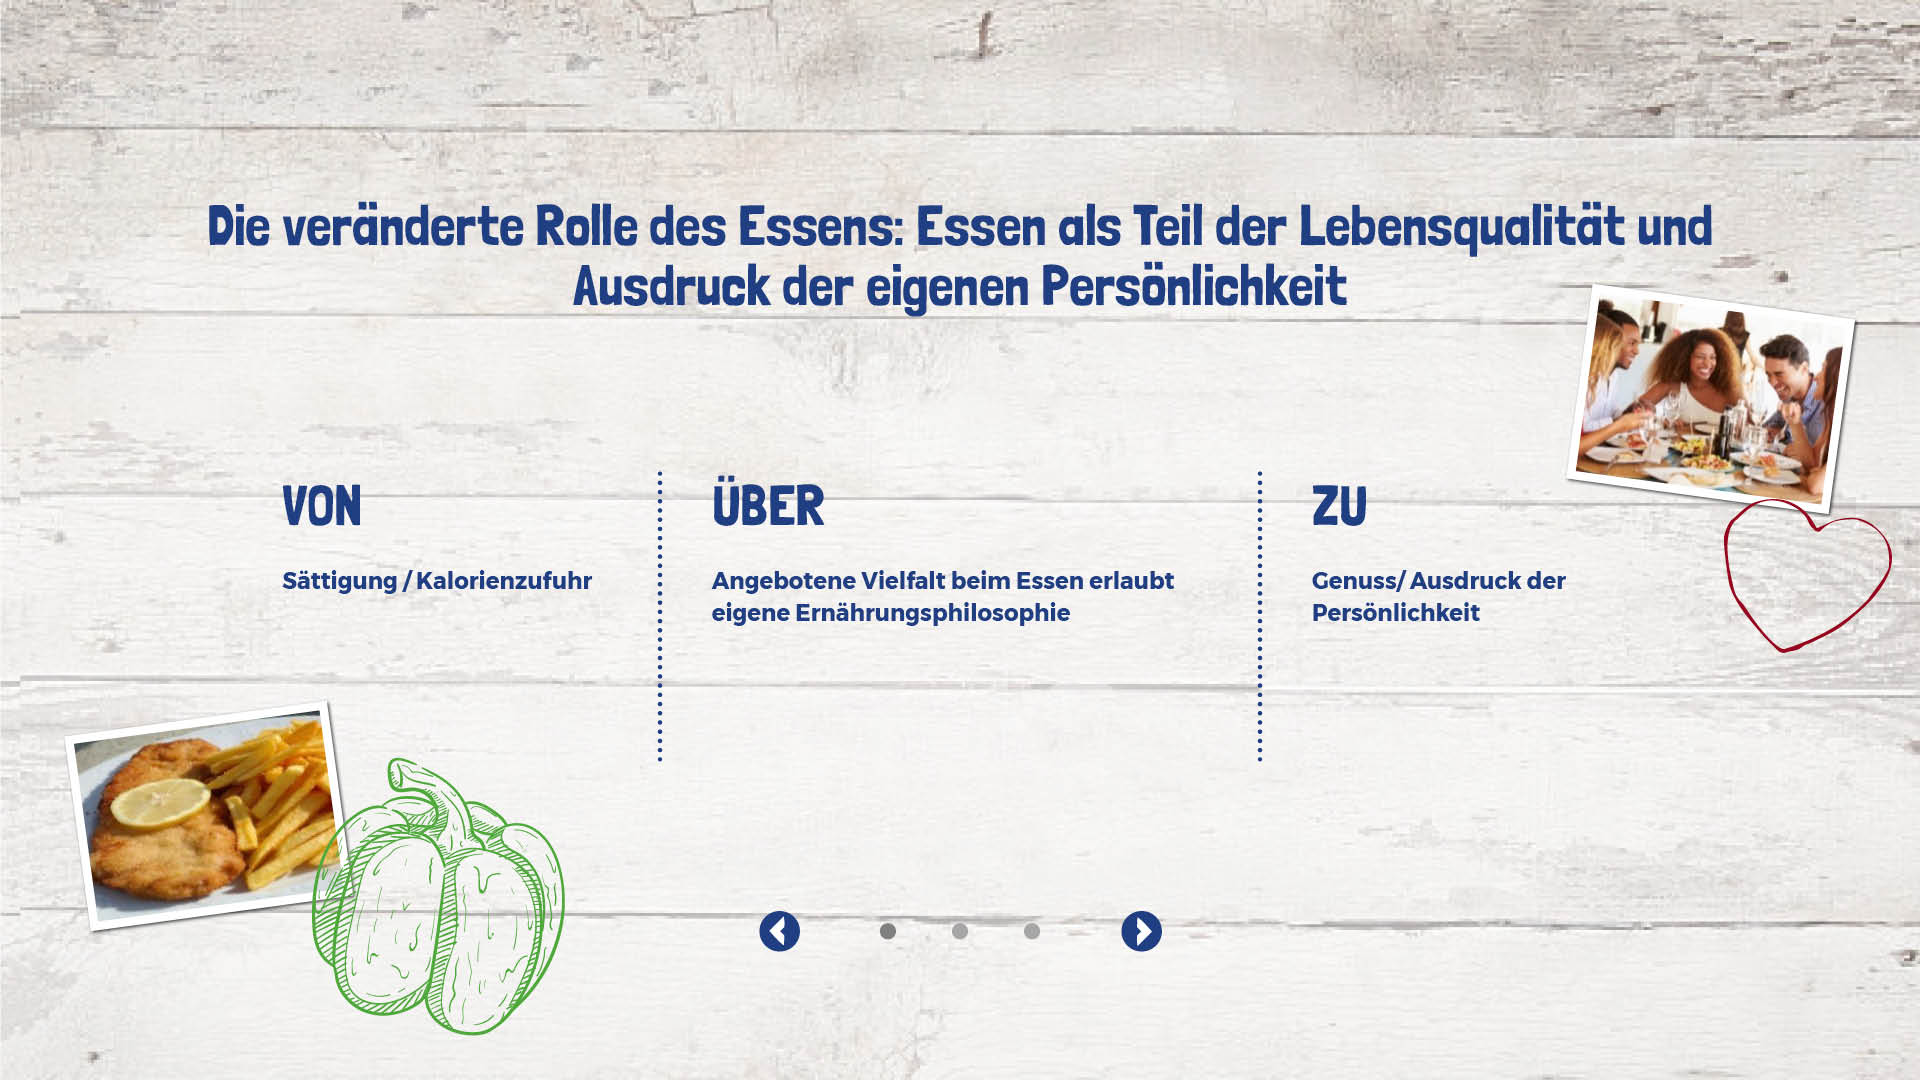 Die veränderte Rolle des Essens: Essen als Teil der Lebensqualität und
Ausdruck der eigenen Persönlichkeit
VON
Sättigung / Kalorienzufuhr
ÜBER
Angebotene Vielfalt beim Essen erlaubt
eigene Ernährungsphilosophie
ZU
Genuss/ Ausdruck der
Persönlichkeit